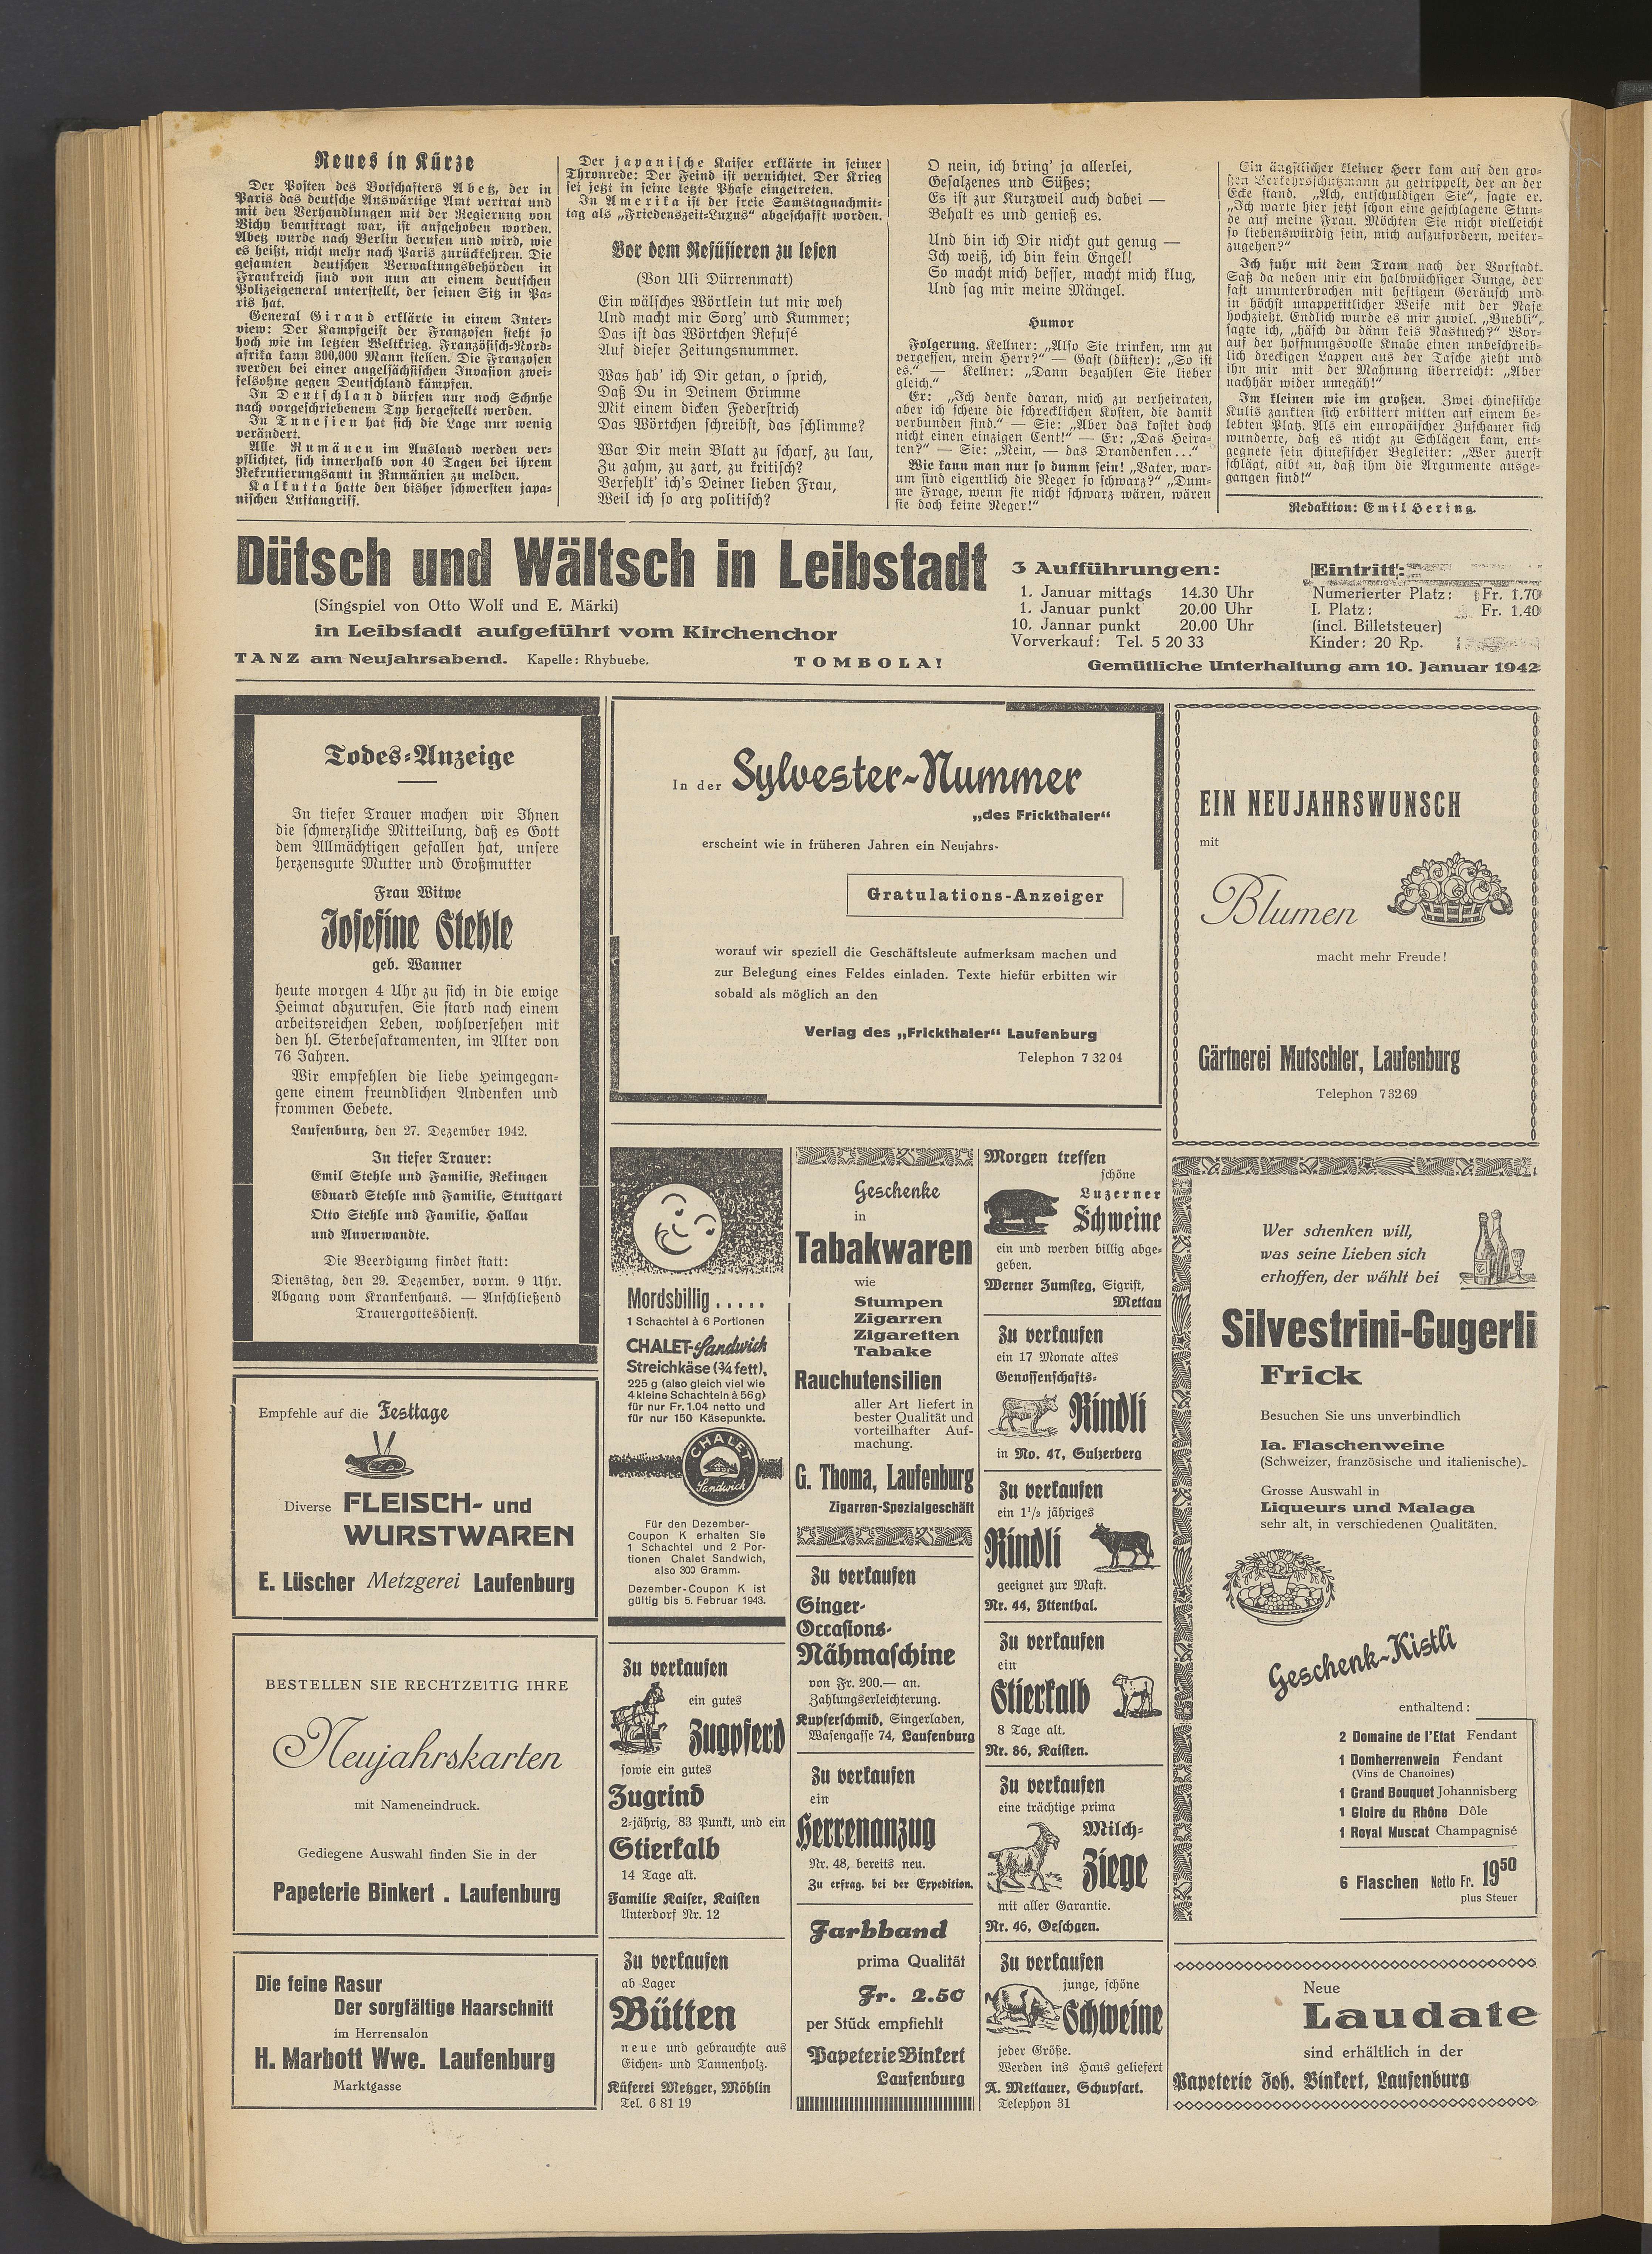 Neues in Kürze
Der Posten des Botschafters Abetz, der in
Paris das deutsche Auswärtige Amt vertrat und
mit den Verhandlungen mit der Regierung von
Vichy beauftragt war, ist aufgehoben worden.
Abetz wurde nach Berlin berufen und wird, wie
es heißt, nicht mehr nach Paris zurückkehren. Die
gesamten deutschen Verwaltungsbehörden in
Frankreich sind von nun an einem deutschen
Polizeigeneral unterstellt, der seinen Sitz in Pa-
ris hat.
General Giraud erklärte in einem Inter-
view: Der Kampfgeist der Franzosen steht so
hoch wie im letzten Weltkrieg. Französisch-Nord-
afrika kann 300,000 Mann stellen. Die Franzosen
werden bei einer angelsächsischen Invasion zwei-
felsohne gegen Deutschland kämpfen.
In Deutschland dürfen nur noch Schuhe
nach vorgeschriebenem Typ hergestellt werden.
In Tunesien hat sich die Lage nur wenig
verändert.
Alle Rumänen im Ausland werden ver-
pflichtet, sich innerhalb von 40 Tagen bei ihrem
Rekrutierungsamt in Rumänien zu melden.
Kalkutta hatte den bisher schwersten japa-
nischen Luftangriff.
Der japanische Kaiser erklärte in seiner
Thronrede: Der Feind ist vernichtet. Der Krieg
sei jetzt in seine letzte Phase eingetreten.
In Amerika ist der freie Samstagnachmit-
tag als „Friedenszeit-Luxus“ abgeschafft worden.
Vor dem Refüsieren zu lesen
(Von Uli Dürrenmatt)
Ein wälsches Wörtlein tut mir weh
Und macht mir Sorg' und Kummer;
Das ist das Wörtchen Refusé
Auf dieser Zeitungsnummer.
Was hab' ich Dir getan, o sprich,
Daß Du in Deinem Grimme
Mit einem dicken Federstrich
Das Wörtchen schreibst, das schlimme?
War Dir mein Blatt zu scharf, zu lau,
Zu zahm, zu zart, zu kritisch?
Verfehlt' ich's Deiner lieben Frau,
Weil ich so arg politisch?
O nein, ich bring' ja allerlei,
Gesalzenes und Süßes;
Es ist zur Kurzweil auch dabei —
Behalt es und genieß es.
Und bin ich Dir nicht gut genug —
Ich weiß, ich bin kein Engel!
So macht mich besser, macht mich klug,
Und sag mir meine Mängel.
Humor
Folgerung. Kellner: „Also Sie trinken, um zu
vergessen, mein Herr?“ — Gast (düster): „So ist
es.“ — Kellner: „Dann bezahlen Sie lieber
gleich.“
Er: „Ich denke daran, mich zu verheiraten,
aber ich scheue die schrecklichen Kosten, die damit
verbunden sind.“ — Sie: „Aber das kostet doch
nicht einen einzigen Cent!“ — Er: „Das Heira-
ten?“ — Sie: „Nein, — das Drandenken...“
Wie kann man nur so dumm sein! „Vater, war-
um sind eigentlich die Neger so schwarz?“ „Dum-
me Frage, wenn sie nicht schwarz wären, wären
sie doch keine Neger!“
Ein ängstlicher kleiner Herr kam auf den gro-
ßen Verkehrsschutzmann zu getrippelt, der an der
Ecke stand. „Ach, entschuldigen Sie“, sagte er.
„Ich warte hier jetzt schon eine geschlagene Stun-
de auf meine Frau. Möchten Sie nicht vielleicht
so liebenswürdig sein, mich aufzufordern, weiter-
zugehen?“
Ich fuhr mit dem Tram nach der Vorstadt.
Saß da neben mir ein halbwüchsiger Junge, der
fast ununterbrochen mit heftigem Geräusch und
in höchst unappetitlicher Weise mit der Nase
hochzieht. Endlich wurde es mir zuviel. „Buebli“,
sagte ich, „häsch du dänn keis Nastuech?“ Wor-
auf der hoffnungsvolle Knabe einen unbeschreib-
lich dreckigen Lappen aus der Tasche zieht und
ihn mir mit der Mahnung überreicht: „Aber
nachhär wider umegäh!“
Im kleinen wie im großen. Zwei chinesische
Kulis zankten sich erbittert mitten auf einem be-
lebten Platz. Als ein europäischer Zuschauer sich
wunderte, daß es nicht zu Schlägen kam, ent-
gegnete sein chinesischer Begleiter: „Wer zuerst
schlägt, gibt zu, daß ihm die Argumente ausge-
gangen sind!“
Redaktion: Emil Hering.
Dütsch und Wältsch in Leibstadt
(Singspiel von Otto Wolf und E. Märki)
in Leibstadt aufgeführt vom Kirchenchor
TANZ am Neujahrsabend. Kapelle: Rhybuebe. TOMBOLA!
3 Aufführungen:
1. Januar mittags 14.30 Uhr
1. Januar punkt 20.00 Uhr
10. Jannar punkt 20.00 Uhr
Vorverkauf: Tel. 5 20 33
Eintritt:
Numerierter Platz: Fr. 1.70
I. Platz: Fr. 1.40
(incl. Billetsteuer)
Kinder: 20 Rp.
Gemütliche Unterhaltung am 10. Januar 1942
Todes-Anzeige
In tiefer Trauer machen wir Ihnen
die schmerzliche Mitteilung, daß es Gott
dem Allmächtigen gefallen hat, unsere
herzensgute Mutter und Großmutter
Frau Witwe
Josefine Stehle
geb. Wanner
heute morgen 4 Uhr zu sich in die ewige
Heimat abzurufen. Sie starb nach einem
arbeitsreichen Leben, wohlversehen mit
den hl. Sterbesakramenten, im Alter von
76 Jahren.
Wir empfehlen die liebe Heimgegan-
gene einem freundlichen Andenken und
frommen Gebete.
Laufenburg, den 27. Dezember 1942.
In tiefer Trauer:
Emil Stehle und Familie, Rekingen
Eduard Stehle und Familie, Stuttgart
Otto Stehle und Familie, Hallau
und Anverwandte.
Die Beerdigung findet statt:
Dienstag, den 29. Dezember, vorm. 9 Uhr.
Abgang vom Krankenhaus. — Anschließend
Trauergottesdienst.
In der Sylvester-Nummer
„des Frickthaler“
erscheint wie in früheren Jahren ein Neujahrs-
Gratulations-Anzeiger
worauf wir speziell die Geschäftsleute aufmerksam machen und
zur Belegung eines Feldes einladen. Texte hiefür erbitten wir
sobald als möglich an den
Verlag des „Frickthaler“ Laufenburg
Telephon 7 32 04
EIN NEUJAHRSWUNSCH
mit
Blumen
macht mehr Freude!
Gärtnerei Mutschler, Laufenburg
Telephon 7 32 69
Empfehle auf die Festtage
Diverse FLEISCH- und
WURSTWAREN
E. Lüscher Metzgerei Laufenburg
BESTELLEN SIE RECHTZEITIG IHRE
Neujahrskarten
mit Nameneindruck.
Gediegene Auswahl finden Sie in der
Papeterie Binkert . Laufenburg
Die feine Rasur
Der sorgfältige Haarschnitt
im Herrensalon
H. Marbott Wwe. Laufenburg
Marktgasse
Mordsbillig . . . . .
1 Schachtel à 6 Portionen
CHALET-Sandwich
Streichkäse (¾ fett),
225 g (also gleich viel wie
4 kleine Schachteln à 56 g)
für nur Fr. 1.04 netto und
für nur 150 Käsepunkte.
CHALET
Sandwich
Für den Dezember-
Coupon K erhalten Sie
1 Schachtel und 2 Por-
tionen Chalet Sandwich,
also 300 Gramm.
Dezember-Coupon K ist
gültig bis 5. Februar 1943.
Zu verkaufen
ein gutes
Zugpferd
sowie ein gutes
Zugrind
2-jährig, 83 Punkt, und ein
Stierkalb
14 Tage alt.
Familie Kaiser, Kaisten
Unterdorf Nr. 12
Zu verkaufen
ab Lager
Bütten
neue und gebrauchte aus
Eichen- und Tannenholz.
Küferei Metzger, Möhlin
Tel. 6 81 19
Geschenke
in
Tabakwaren
wie
Stumpen
Zigarren
Zigaretten
Tabake
Rauchutensilien
aller Art liefert in
bester Qualität und
vorteilhafter Auf-
machung.
G. Thoma, Laufenburg
Zigarren-Spezialgeschäft
Zu verkaufen
Singer-
Occasions-
Nähmaschine
von Fr. 200.— an.
Zahlungserleichterung.
Kupferschmid, Singerladen,
Wasengasse 74, Laufenburg
Zu verkaufen
ein
Herrenanzug
Nr. 48, bereits neu.
Zu erfrag. bei der Expedition.
Farbband
prima Qualität
Fr. 2.50
per Stück empfiehlt
Papeterie Binkert
Laufenburg
Morgen treffen
schöne
Luzerner
Schweine
ein und werden billig abge-
geben.
Werner Zumsteg, Sigrist,
Mettau
Zu verkaufen
ein 17 Monate altes
Genossenschafts-
Rindli
in No. 47, Sulzerberg
Zu verkaufen
ein 1 1/2 jähriges
Rindli
geeignet zur Mast.
Nr. 44, Ittenthal.
Zu verkaufen
ein
Stierkalb
8 Tage alt.
Nr. 86, Kaisten.
Zu verkaufen
eine trächtige prima
Milch-
Ziege
mit aller Garantie.
Nr. 46, Oeschgen.
Zu verkaufen
junge, schöne
Schweine
jeder Größe.
Werden ins Haus geliefert
A. Mettauer, Schupfart.
Telephon 31
Wer schenken will,
was seine Lieben sich
erhoffen, der wählt bei
Silvestrini-Gugerli
Frick
Besuchen Sie uns unverbindlich
Ia. Flaschenweine
(Schweizer, französische und italienische).
Grosse Auswahl in
Liqueurs und Malaga
sehr alt, in verschiedenen Qualitäten.
Geschenk-Kistli
enthaltend:
2 Domaine de l'Etat Fendant
1 Domherrenwein Fendant
(Vins de Chanoines)
1 Grand Bouquet Johannisberg
1 Gloire du Rhône Dôle
1 Royal Muscat Champagnisé
6 Flaschen Netto Fr. 19 50
plus Steuer
Neue
Laudate
sind erhältlich in der
Papeterie Joh. Binkert, Laufenburg